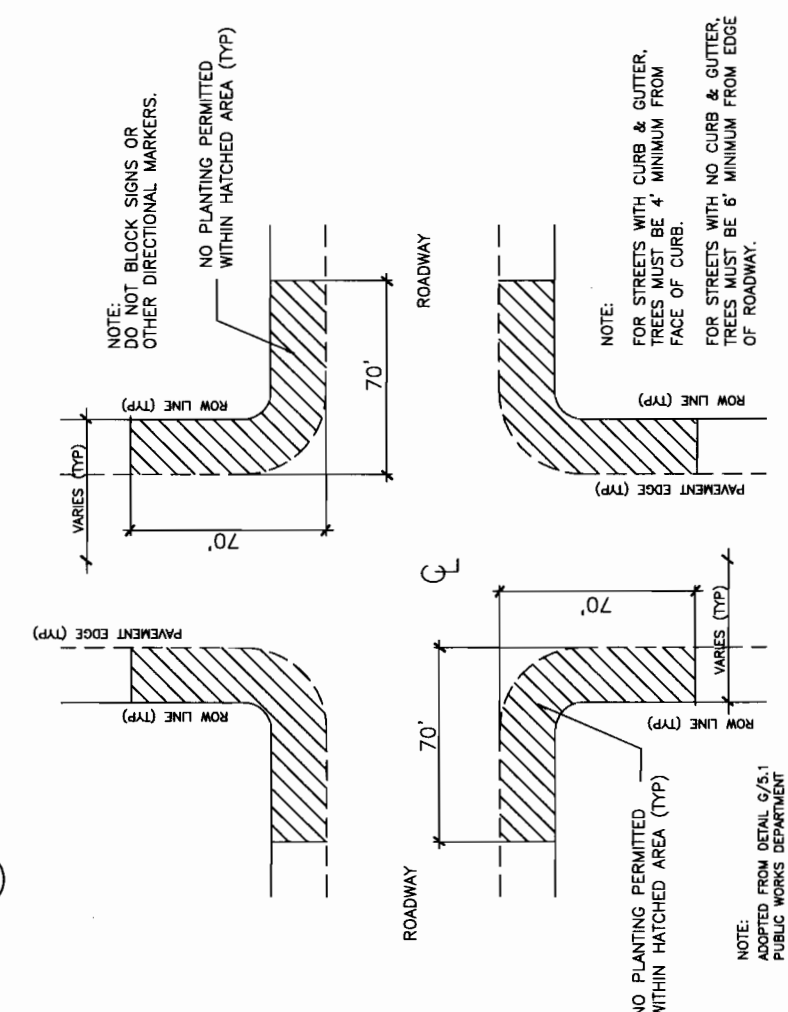 NOTE:
DO NOT BLOCK SIGNS OR
OTHER DIRECTIONAL MARKERS.
NO PLANTING PERMITTED
WITHIN HATCHED AREA (TYP)
VARIES (TYP)
ROW LINE (TYP)
70'
70'
ROADWAY
NOTE:
FOR STREETS WITH CURB & GUTTER,
TREES MUST BE 4' MINIMUM FROM
FACE OF CURB.
FOR STREETS WITH NO CURB & GUTTER,
TREES MUST BE 6' MINIMUM FROM EDGE
OF ROADWAY.
ROW LINE (TYP)
PAVEMENT EDGE (TYP)
PAVEMENT EDGE (TYP)
ROW LINE (TYP)
CL
70'
70'
VARIES (TYP)
ROW LINE (TYP)
ROADWAY
NO PLANTING PERMITTED
WITHIN HATCHED AREA (TYP)
NOTE:
ADOPTED FROM DETAIL G/5.1
PUBLIC WORKS DEPARTMENT